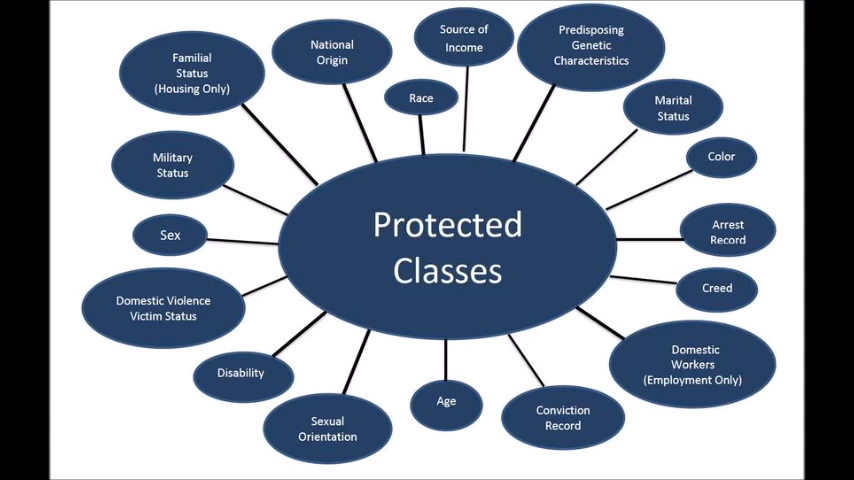 Protected
Classes
Familial
Status
(Housing Only)
National
Origin
Source of
Income
Race
Predisposing
Genetic
Characteristics
Marital
Status
Color
Arrest
Record
Creed
Domestic
Workers
(Employment Only)
Conviction
Record
Age
Sexual
Orientation
Disability
Domestic Violence
Victim Status
Sex
Military
Status